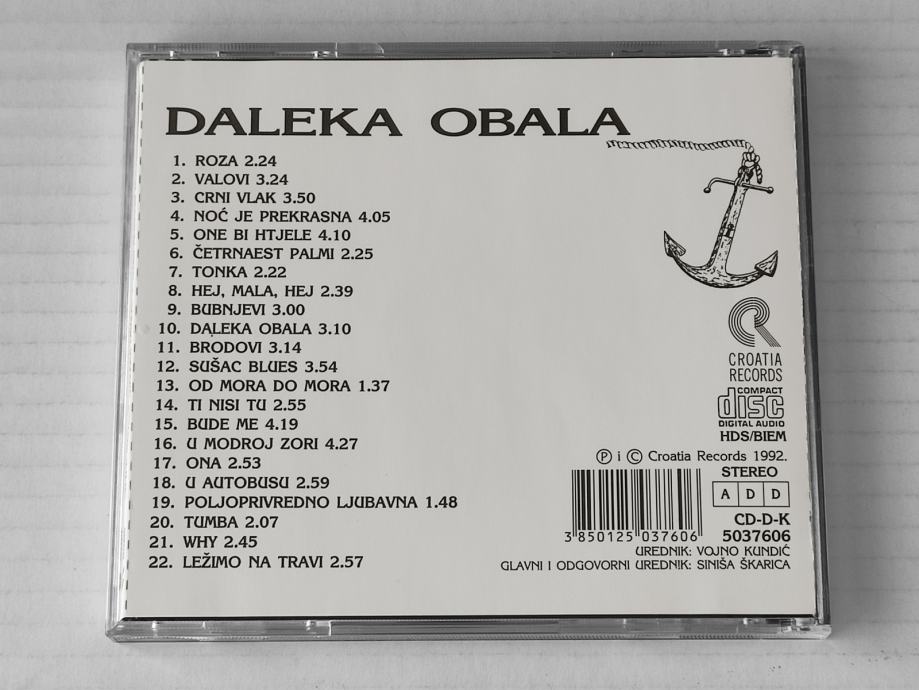 DALEKA OBALA
1. ROZA 2.24
2. VALOVI 3.24
3. CRNI VLAK 3.50
4. NOĆ JE PREKRASNA 4.05
5. ONE BI HTJELE 4.10
6. ČETRNAEST PALMI 2.25
7. TONKA 2.22
8. HEJ, MALA, HEJ 2.39
9. BUBNJEVI 3.00
10. DALEKA OBALA 3.10
11. BRODOVI 3.14
12. SUŠAC BLUES 3.54
13. OD MORA DO MORA 1.37
14. TI NISI TU 2.55
15. BUDE ME 4.19
16. U MODROJ ZORI 4.27
17. ONA 2.53
18. U AUTOBUSU 2.59
19. POLJOPRIVREDNO LJUBAVNA 1.48
20. TUMBA 2.07
21. WHY 2.45
22. LEŽIMO NA TRAVI 2.57
CROATIA
RECORDS
COMPACT
disc
DIGITAL AUDIO
HDS/BIEM
Ⓟ i Ⓒ Croatia Records 1992.
STEREO
A D D
CD-D-K
5037606
3 850125 037606
UREDNIK: VOJNO KUNDIĆ
GLAVNI I ODGOVORNI UREDNIK: SINIŠA ŠKARICA